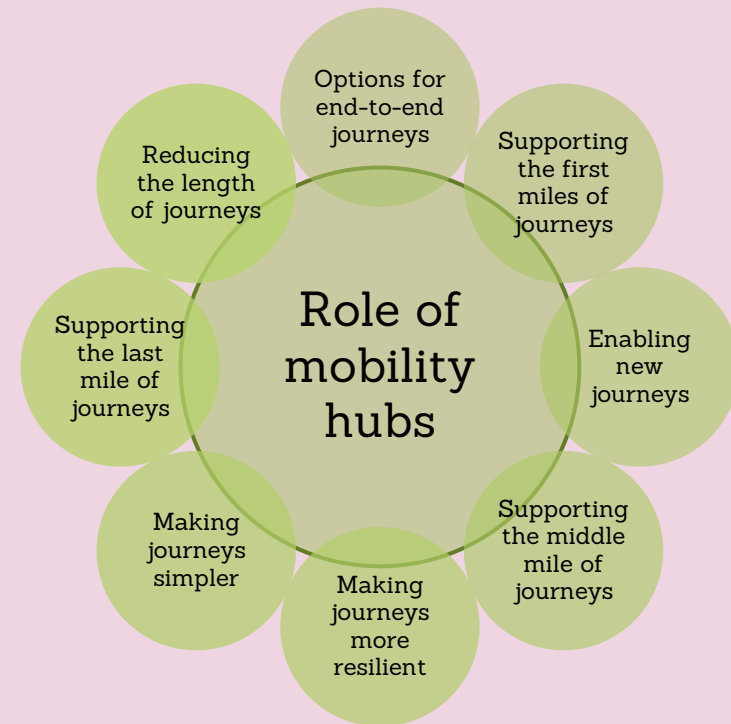 Options for
end-to-end
journeys
Supporting
the first
miles of
journeys
Enabling
new
journeys
Supporting
the middle
mile of
journeys
Making
journeys
more
resilient
Making
journeys
simpler
Supporting
the last
mile of
journeys
Reducing
the length
of journeys
Role of
mobility
hubs